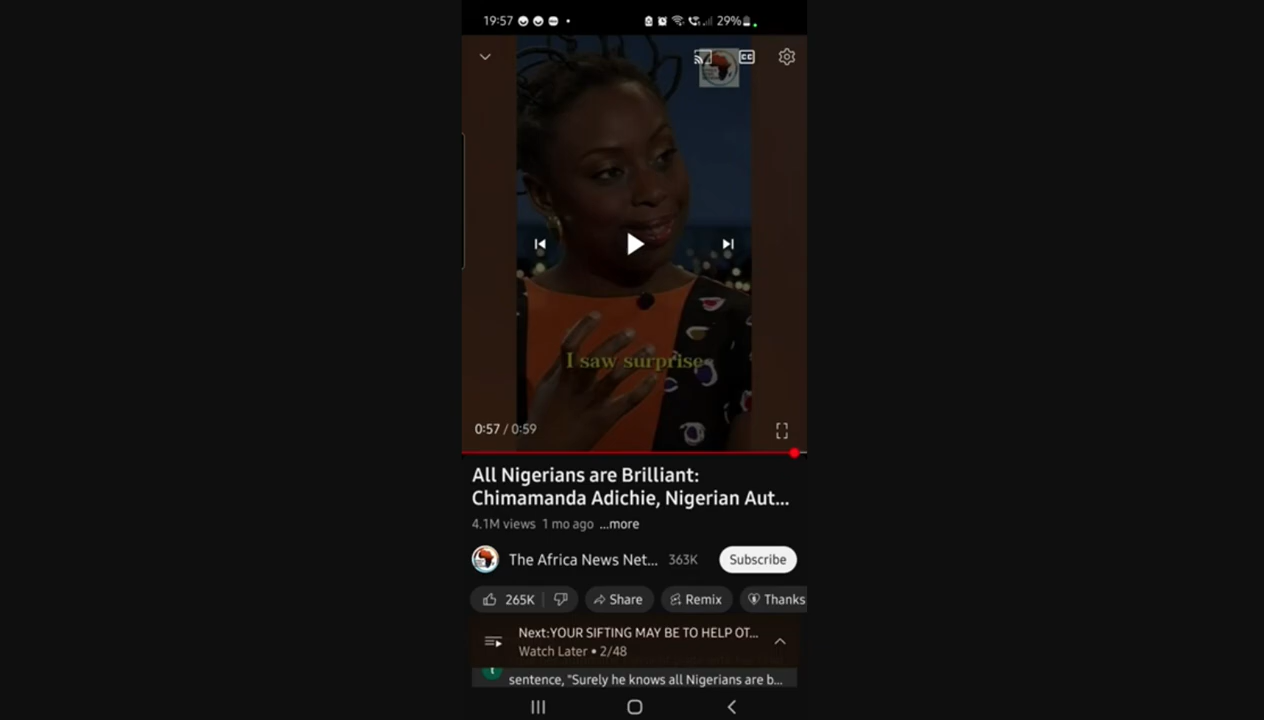 19:57
29%
CC
I saw surprise
0:57 / 0:59
All Nigerians are Brilliant:
Chimamanda Adichie, Nigerian Aut...
4.1M views 1 mo ago ...more
The Africa News Net... 363K Subscribe
265K Share Remix Thanks
Next:YOUR SIFTING MAY BE TO HELP OT...
Watch Later • 2/48
sentence, "Surely he knows all Nigerians are b...